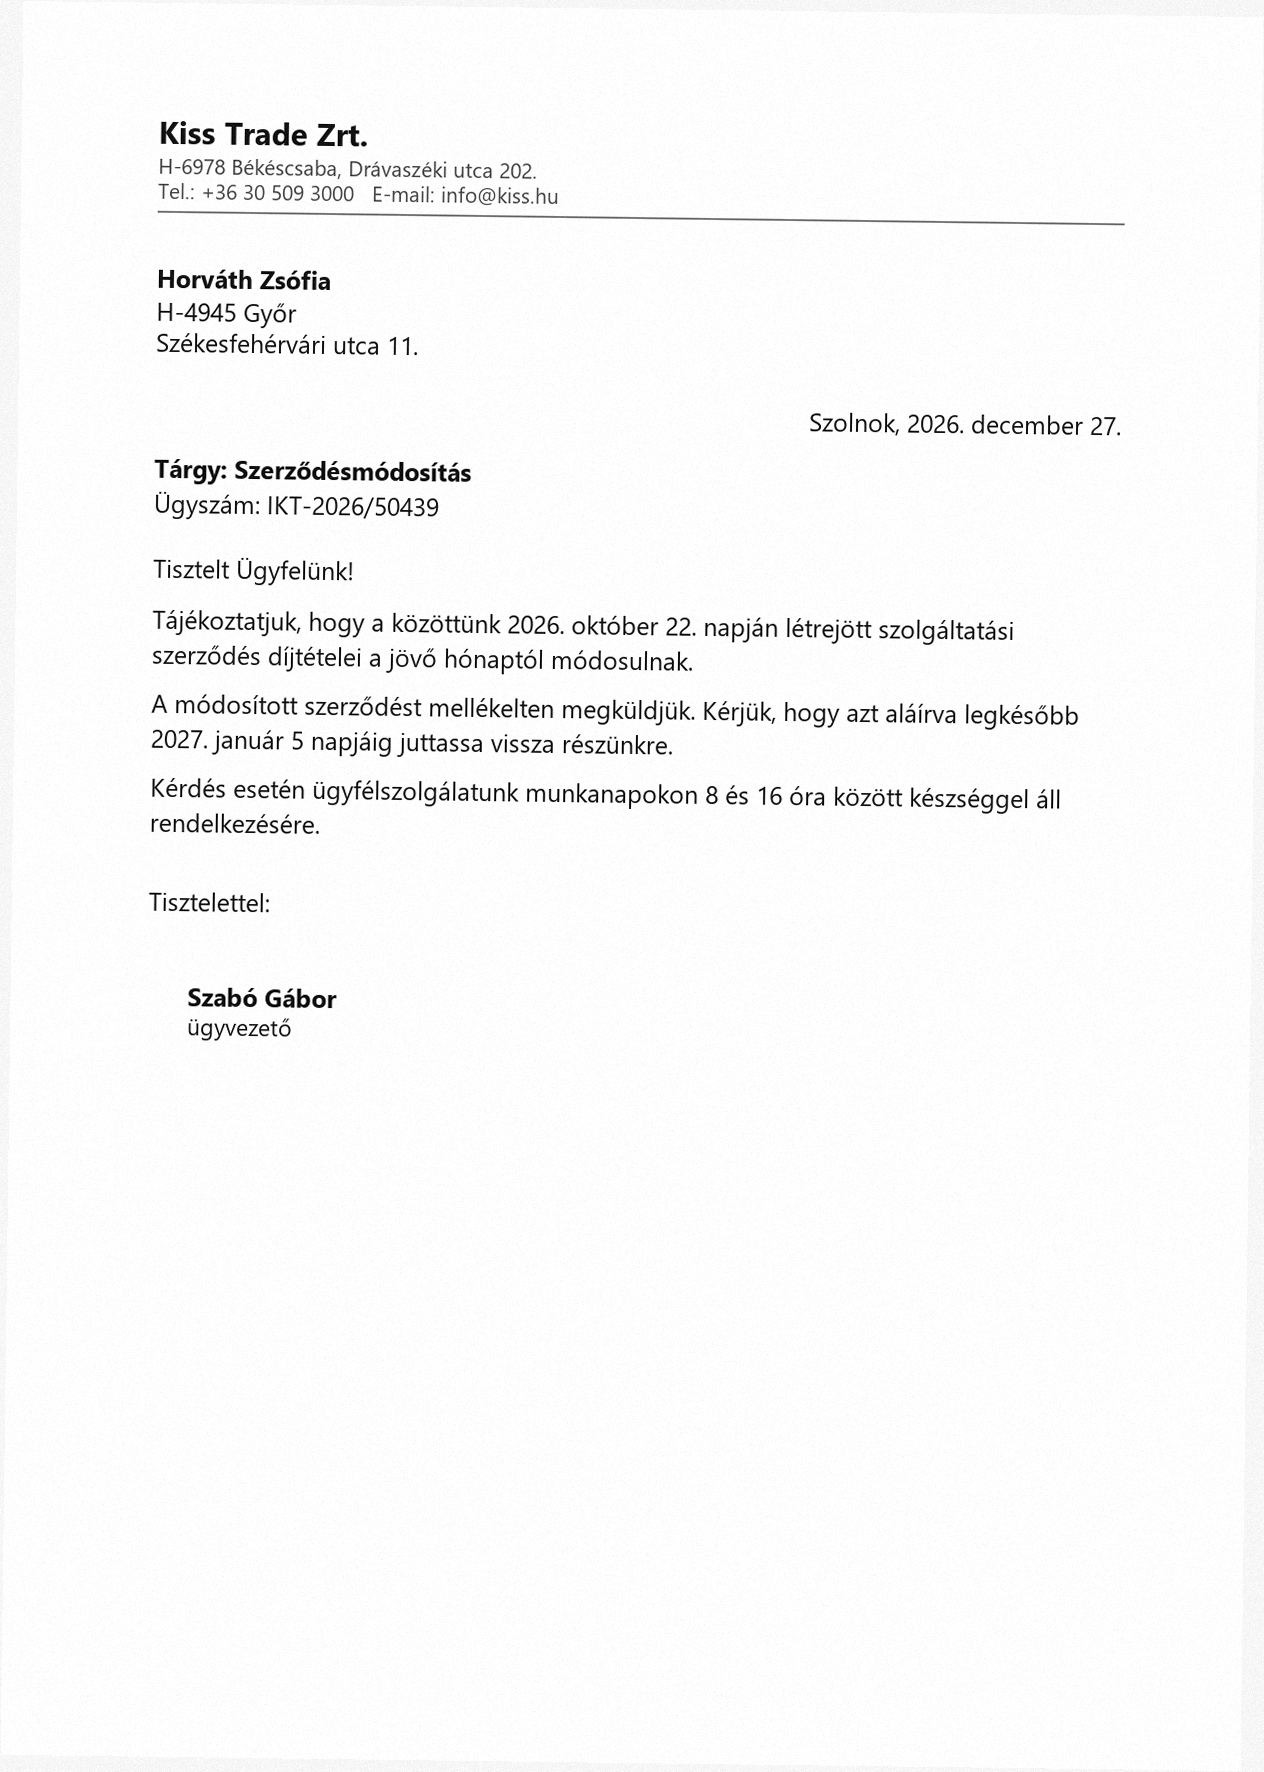 Kiss Trade Zrt.
H-6978 Békéscsaba, Drávaszéki utca 202.
Tel.: +36 30 509 3000 E-mail: info@kiss.hu
Horváth Zsófia
H-4945 Győr
Székesfehérvári utca 11.
Szolnok, 2026. december 27.
Tárgy: Szerződésmódosítás
Ügyszám: IKT-2026/50439
Tisztelt Ügyfelünk!
Tájékoztatjuk, hogy a közöttünk 2026. október 22. napján létrejött szolgáltatási
szerződés díjtételei a jövő hónaptól módosulnak.
A módosított szerződést mellékelten megküldjük. Kérjük, hogy azt aláírva legkésőbb
2027. január 5 napjáig juttassa vissza részünkre.
Kérdés esetén ügyfélszolgálatunk munkanapokon 8 és 16 óra között készséggel áll
rendelkezésére.
Tisztelettel:
Szabó Gábor
ügyvezető